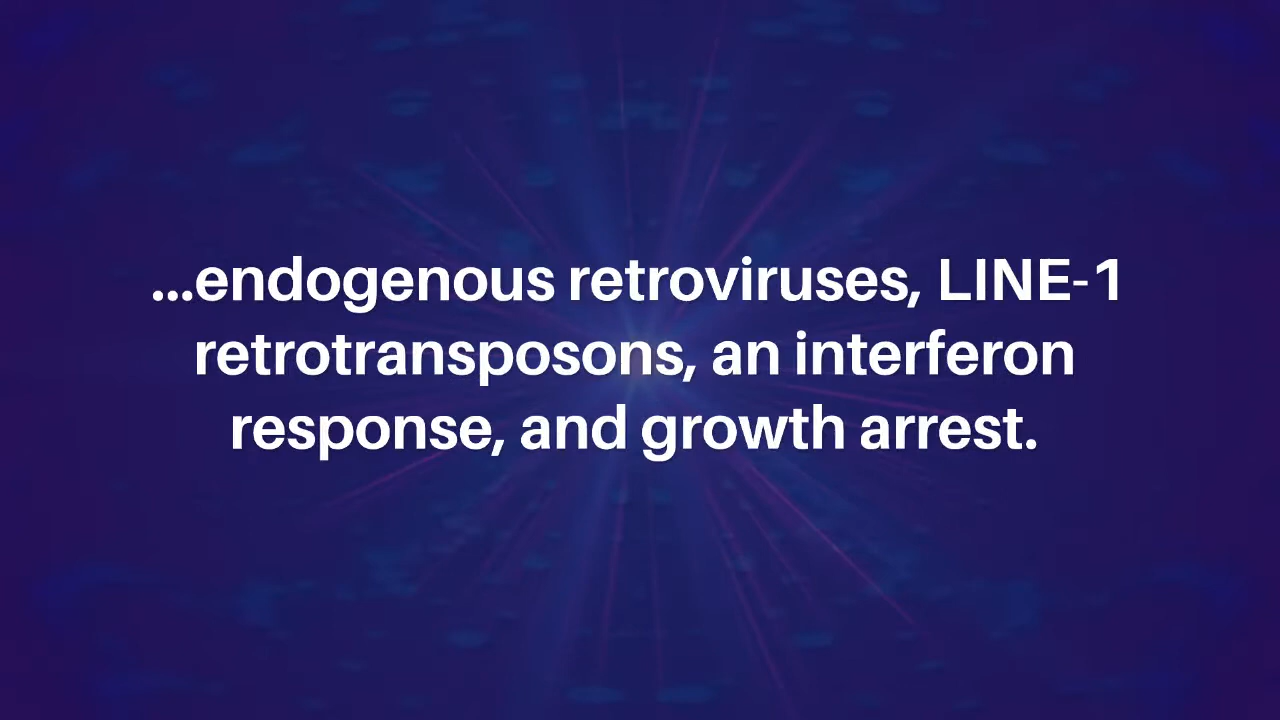 ...endogenous retroviruses, LINE-1
retrotransposons, an interferon
response, and growth arrest.